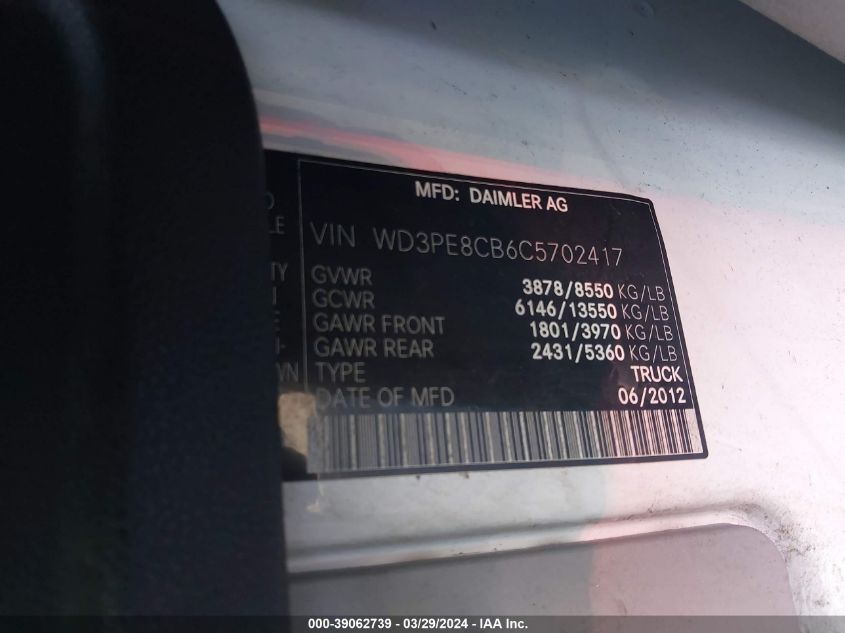 MFD: DAIMLER AG
VIN WD3PE8CB6C5702417
GVWR 3878/8550 KG/LB
GCWR 6146/13550 KG/LB
GAWR FRONT 1801/3970 KG/LB
GAWR REAR 2431/5360 KG/LB
TYPE TRUCK
DATE OF MFD 06/2012
000-39062739 - 03/29/2024 - IAA Inc.